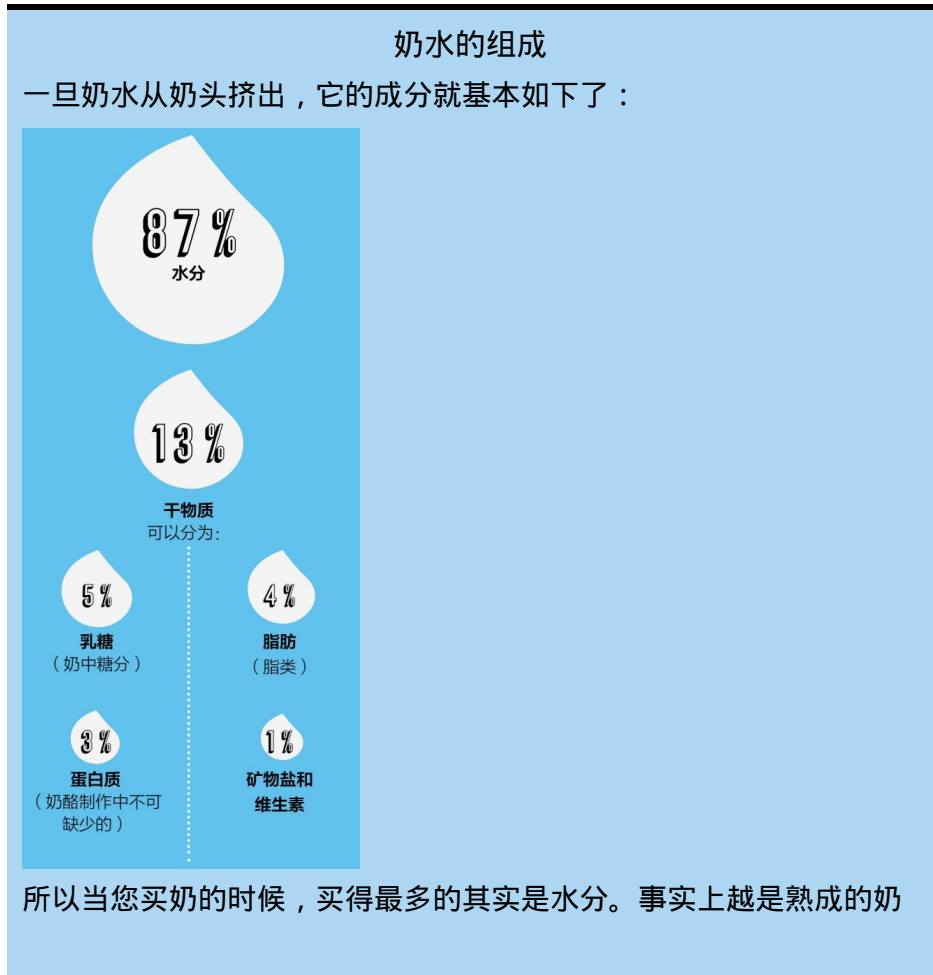 奶水的组成
一旦奶水从奶头挤出，它的成分就基本如下了：
87%
水分
13%
干物质
可以分为：
5%
乳糖
（奶中糖分）
4%
脂肪
（脂类）
3%
蛋白质
（奶酪制作中不可
缺少的）
1%
矿物盐和
维生素
所以当您买奶的时候，买得最多的其实是水分。事实上越是熟成的奶